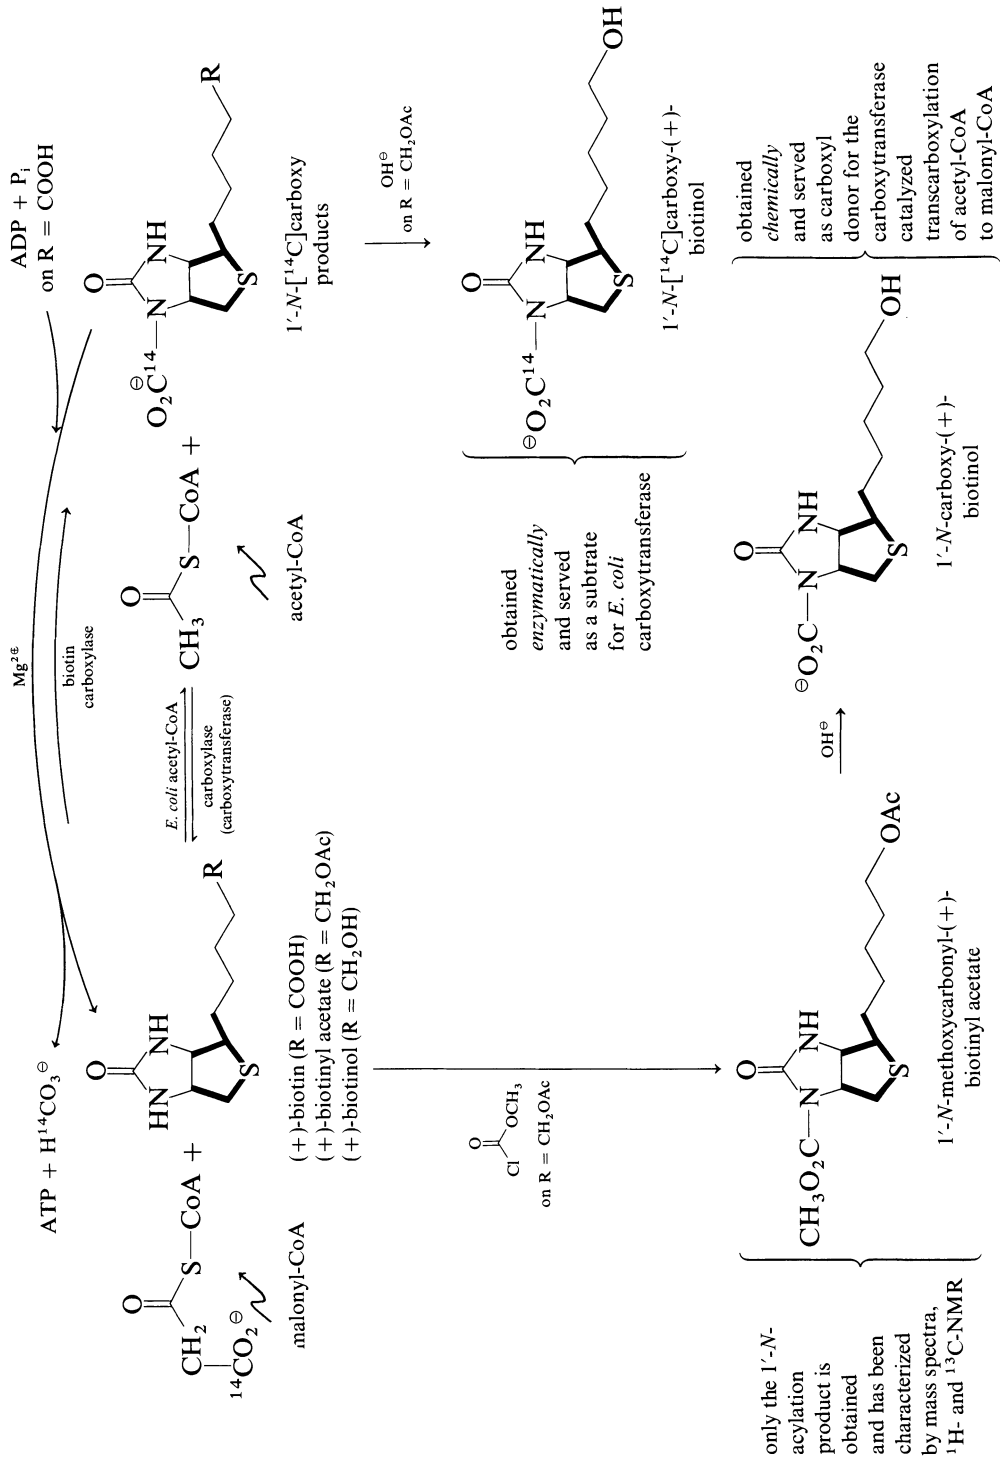 ATP + H¹⁴CO₃⊖
Mg²⊕
ADP + Pᵢ
on R = COOH
biotin
carboxylase
O
CH₂
S—CoA +
¹⁴CO₂⊖
malonyl-CoA
O
HN
NH
S
R
(+)-biotin (R = COOH)
(+)-biotinyl acetate (R = CH₂OAc)
(+)-biotinol (R = CH₂OH)
E. coli acetyl-CoA
carboxylase
(carboxytransferase)
O
CH₃
S—CoA +
acetyl-CoA
⊖
O₂C¹⁴—N
O
NH
S
R
1′-N-[¹⁴C]carboxy
products
OH⊖
on R = CH₂OAc
O
Cl
OCH₃
on R = CH₂OAc
obtained
enzymatically
and served
as a subtrate
for E. coli
carboxytransferase
⊖O₂C¹⁴—N
O
NH
S
OH
1′-N-[¹⁴C]carboxy-(+)-
biotinol
only the 1′-N-
acylation
product is
obtained
and has been
characterized
by mass spectra,
¹H- and ¹³C-NMR
CH₃O₂C—N
O
NH
S
OAc
1′-N-methoxycarbonyl-(+)-
biotinyl acetate
OH⊖
⊖O₂C—N
O
NH
S
OH
1′-N-carboxy-(+)-
biotinol
obtained
chemically
and served
as carboxyl
donor for the
carboxytransferase
catalyzed
transcarboxylation
of acetyl-CoA
to malonyl-CoA